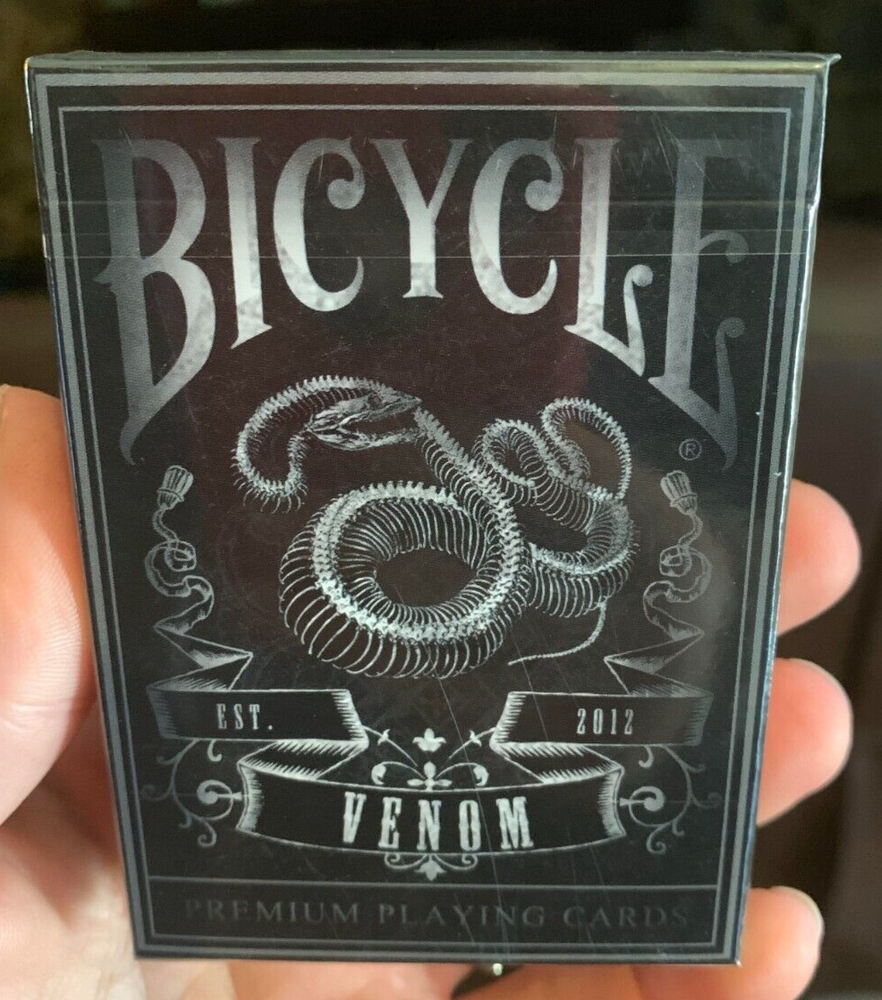 BICYCLE
®
EST. 2012
VENOM
PREMIUM PLAYING CARDS